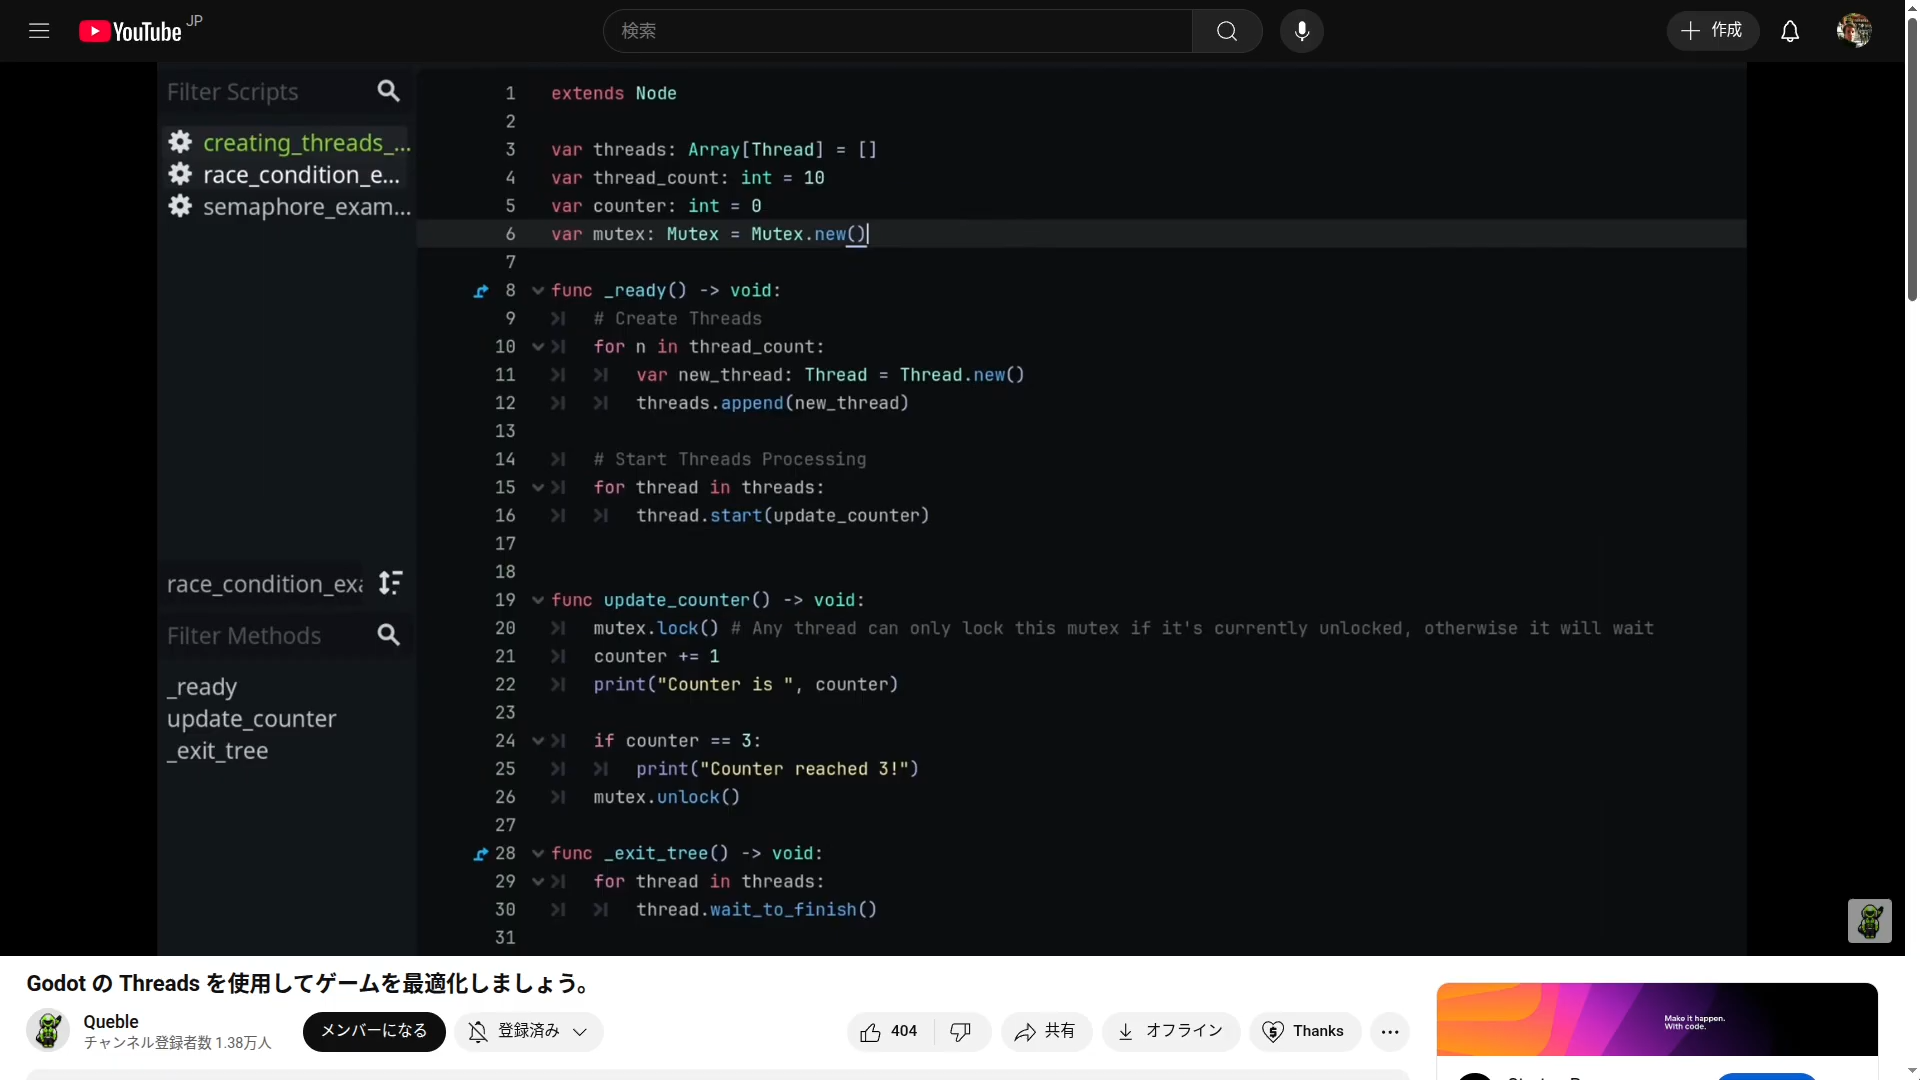 YouTube JP
検索
作成
Filter Scripts
creating_threads_...
race_condition_e...
semaphore_exam...
race_condition_exa
Filter Methods
_ready
update_counter
_exit_tree
1 extends Node
2
3 var threads: Array[Thread] = []
4 var thread_count: int = 10
5 var counter: int = 0
6 var mutex: Mutex = Mutex.new()
7
8 func _ready() -> void:
9 # Create Threads
10 for n in thread_count:
11 var new_thread: Thread = Thread.new()
12 threads.append(new_thread)
13
14 # Start Threads Processing
15 for thread in threads:
16 thread.start(update_counter)
17
18
19 func update_counter() -> void:
20 mutex.lock() # Any thread can only lock this mutex if it's currently unlocked, otherwise it will wait
21 counter += 1
22 print("Counter is ", counter)
23
24 if counter == 3:
25 print("Counter reached 3!")
26 mutex.unlock()
27
28 func _exit_tree() -> void:
29 for thread in threads:
30 thread.wait_to_finish()
31
Godot の Threads を使用してゲームを最適化しましょう。
Queble
チャンネル登録者数 1.38万人
メンバーになる
登録済み
404
共有
オフライン
Thanks
Make it happen.
With code.